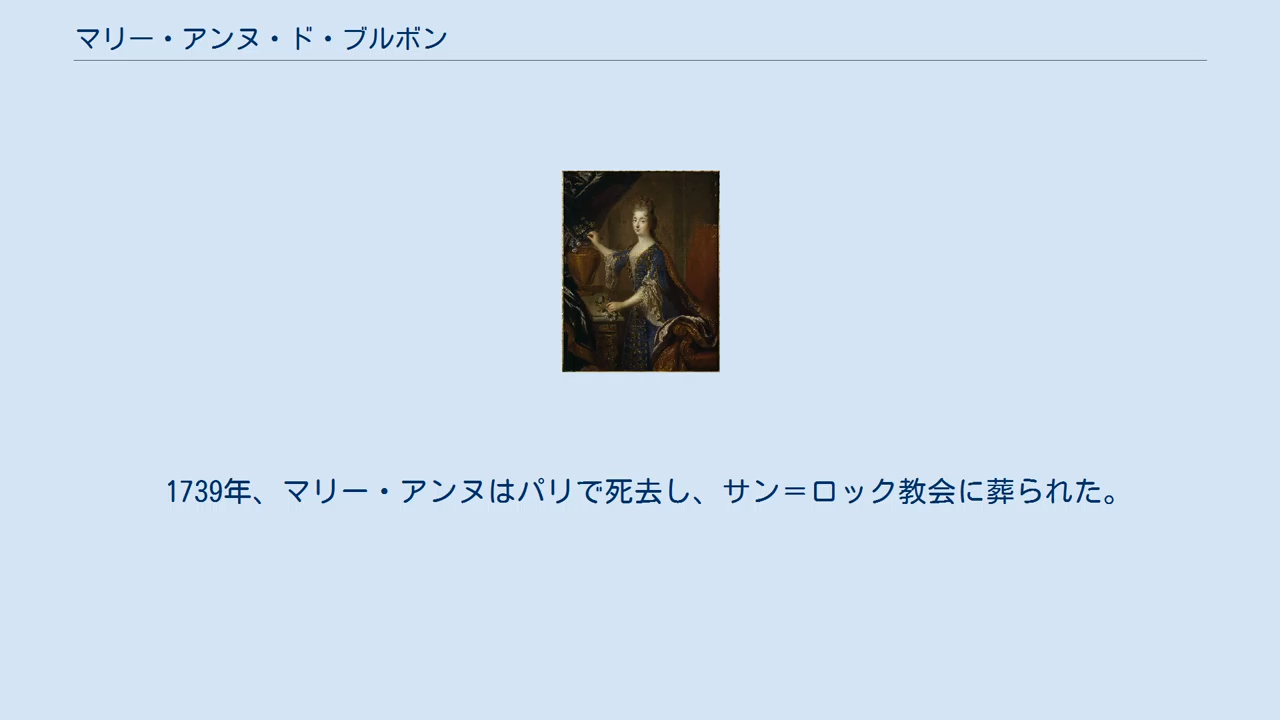 マリー・アンヌ・ド・ブルボン
1739年、マリー・アンヌはパリで死去し、サン＝ロック教会に葬られた。